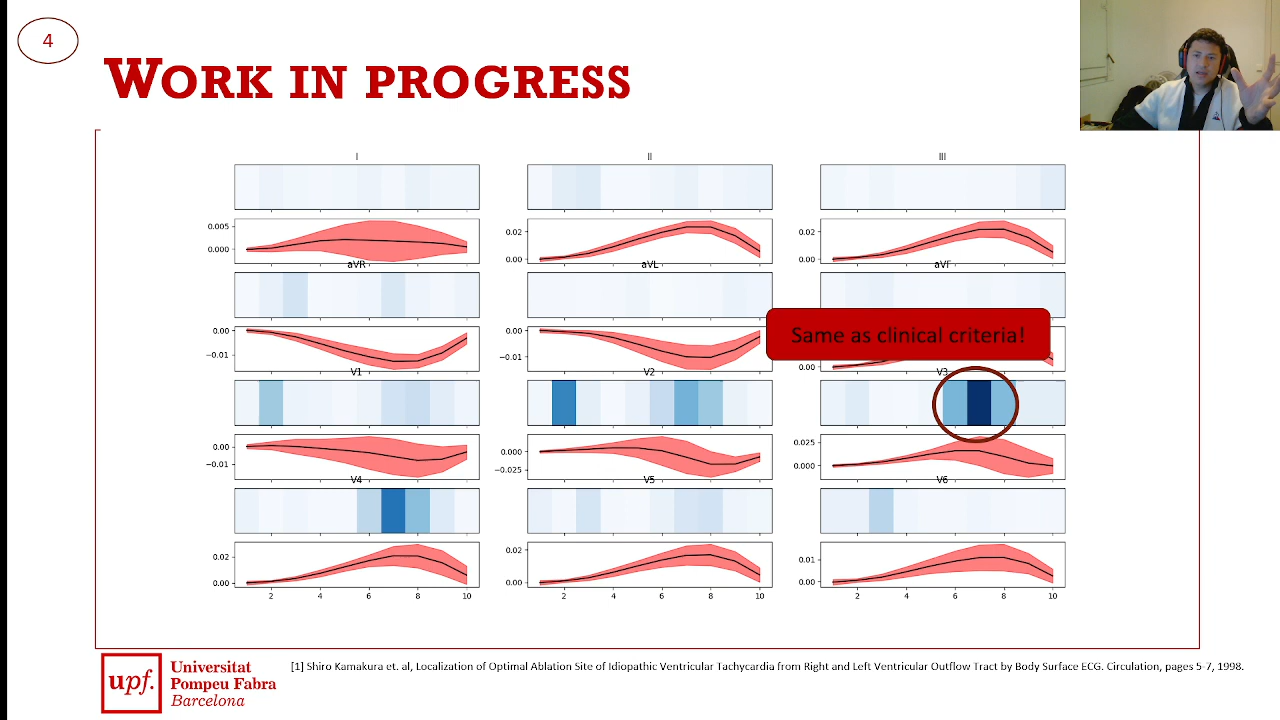 4
WORK IN PROGRESS
I II III
0.005
0.000
0.02
0.00
0.02
0.00
aVR aVL aVF
0.00
−0.01
0.00
−0.01
Same as clinical criteria!
0.00
V1 V2 V3
0.00
−0.01
0.000
−0.025
0.025
0.000
V4 V5 V6
0.02
0.00
0.02
0.00
0.01
0.00
2 4 6 8 10 2 4 6 8 10 2 4 6 8 10
upf.
Universitat
Pompeu Fabra
Barcelona
[1] Shiro Kamakura et. al, Localization of Optimal Ablation Site of Idiopathic Ventricular Tachycardia from Right and Left Ventricular Outflow Tract by Body Surface ECG. Circulation, pages 5-7, 1998.